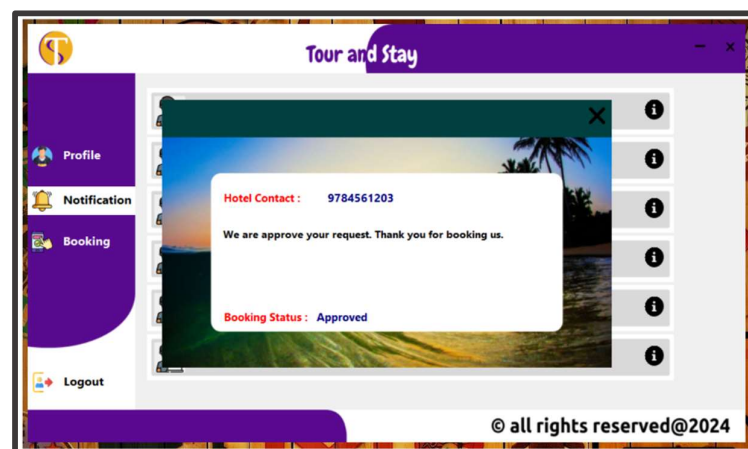 Tour and Stay
Profile
Notification
Booking
Logout
Hotel Contact : 9784561203
We are approve your request. Thank you for booking us.
Booking Status : Approved
© all rights reserved@2024